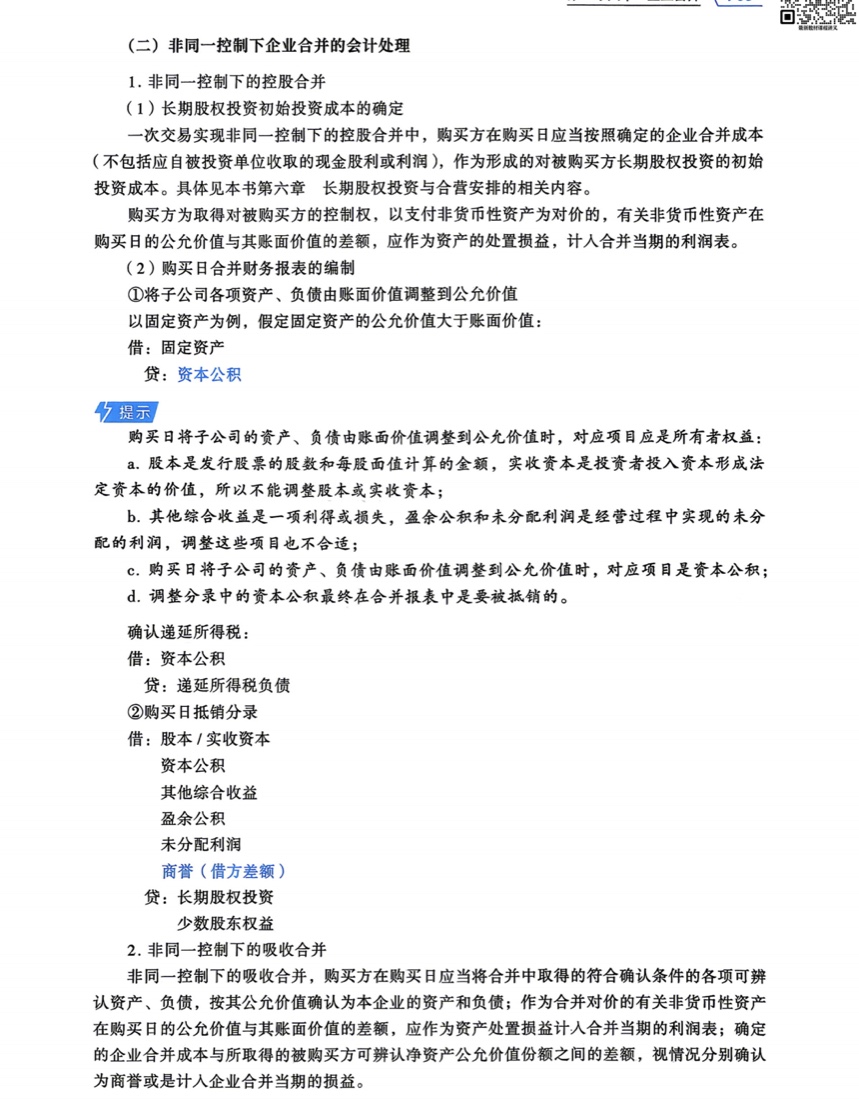 （二）非同一控制下企业合并的会计处理
1. 非同一控制下的控股合并
（1）长期股权投资初始投资成本的确定
一次交易实现非同一控制下的控股合并中，购买方在购买日应当按照确定的企业合并成本
（不包括应自被投资单位收取的现金股利或利润），作为形成的对被购买方长期股权投资的初始
投资成本。具体见本书第六章　长期股权投资与合营安排的相关内容。
购买方为取得对被购买方的控制权，以支付非货币性资产为对价的，有关非货币性资产在
购买日的公允价值与其账面价值的差额，应作为资产的处置损益，计入合并当期的利润表。
（2）购买日合并财务报表的编制
①将子公司各项资产、负债由账面价值调整到公允价值
以固定资产为例，假定固定资产的公允价值大于账面价值：
借：固定资产
贷：资本公积
提示
购买日将子公司的资产、负债由账面价值调整到公允价值时，对应项目应是所有者权益：
a. 股本是发行股票的股数和每股面值计算的金额，实收资本是投资者投入资本形成法
定资本的价值，所以不能调整股本或实收资本；
b. 其他综合收益是一项利得或损失，盈余公积和未分配利润是经营过程中实现的未分
配的利润，调整这些项目也不合适；
c. 购买日将子公司的资产、负债由账面价值调整到公允价值时，对应项目是资本公积；
d. 调整分录中的资本公积最终在合并报表中是要被抵销的。
确认递延所得税：
借：资本公积
贷：递延所得税负债
②购买日抵销分录
借：股本 / 实收资本
资本公积
其他综合收益
盈余公积
未分配利润
商誉（借方差额）
贷：长期股权投资
少数股东权益
2. 非同一控制下的吸收合并
非同一控制下的吸收合并，购买方在购买日应当将合并中取得的符合确认条件的各项可辨
认资产、负债，按其公允价值确认为本企业的资产和负债；作为合并对价的有关非货币性资产
在购买日的公允价值与其账面价值的差额，应作为资产处置损益计入合并当期的利润表；确定
的企业合并成本与所取得的被购买方可辨认净资产公允价值份额之间的差额，视情况分别确认
为商誉或是计入企业合并当期的损益。